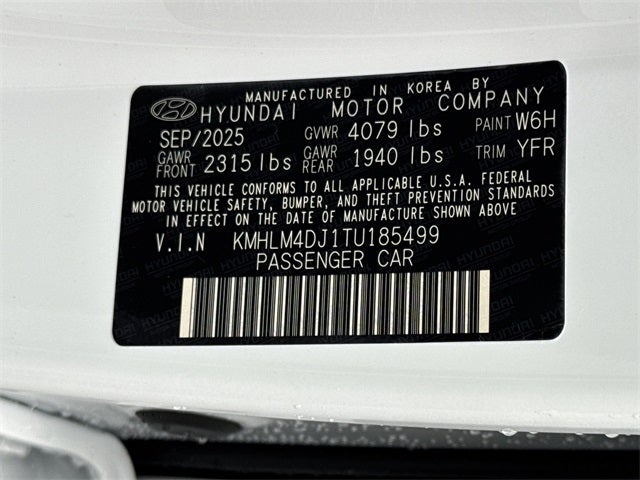 MANUFACTURED IN KOREA BY
HYUNDAI MOTOR COMPANY
SEP/2025 GVWR 4079 lbs PAINT W6H
GAWR FRONT 2315 lbs GAWR REAR 1940 lbs TRIM YFR
THIS VEHICLE CONFORMS TO ALL APPLICABLE U.S.A. FEDERAL
MOTOR VEHICLE SAFETY, BUMPER, AND THEFT PREVENTION STANDARDS
IN EFFECT ON THE DATE OF MANUFACTURE SHOWN ABOVE
V.I.N KMHLM4DJ1TU185499
PASSENGER CAR